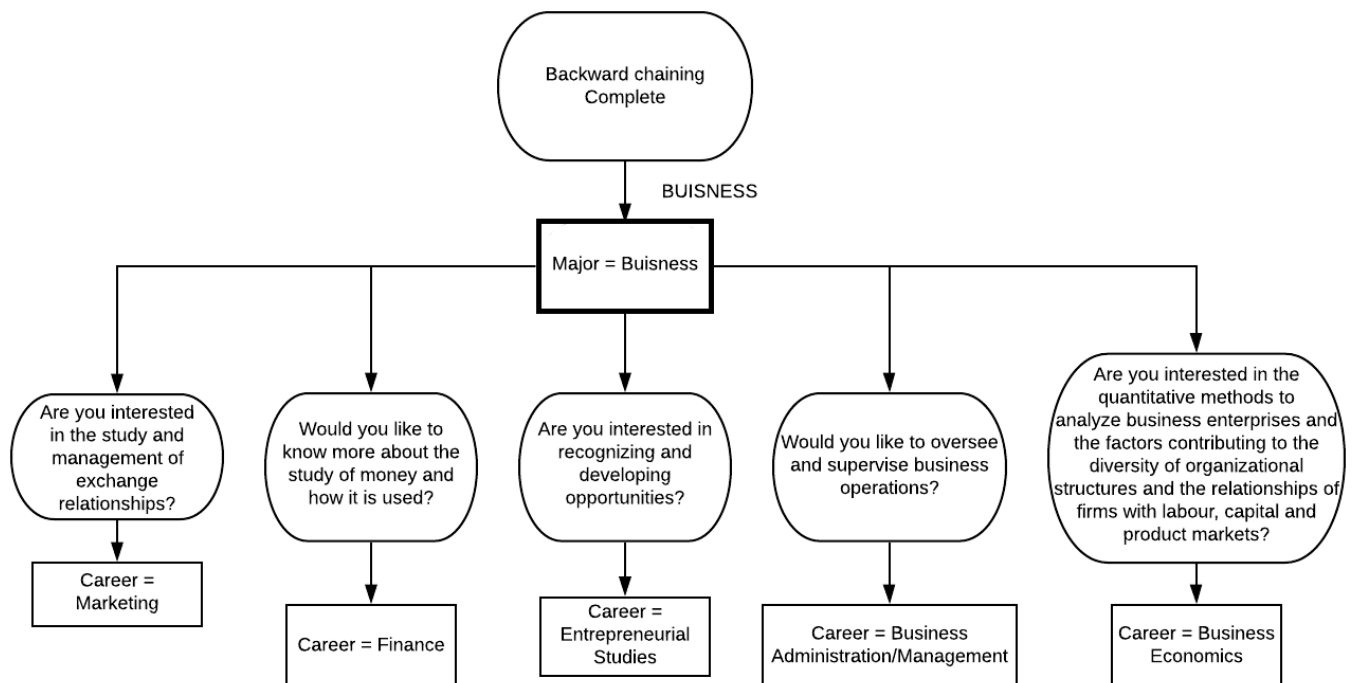 Backward chaining
Complete
BUISNESS
Major = Buisness
Are you interested
in the study and
management of
exchange
relationships?
Would you like to
know more about the
study of money and
how it is used?
Are you interested in
recognizing and
developing
opportunities?
Would you like to oversee
and supervise business
operations?
Are you interested in the
quantitative methods to
analyze business enterprises and
the factors contributing to the
diversity of organizational
structures and the relationships of
firms with labour, capital and
product markets?
Career =
Marketing
Career = Finance
Career =
Entrepreneurial
Studies
Career = Business
Administration/Management
Career = Business
Economics